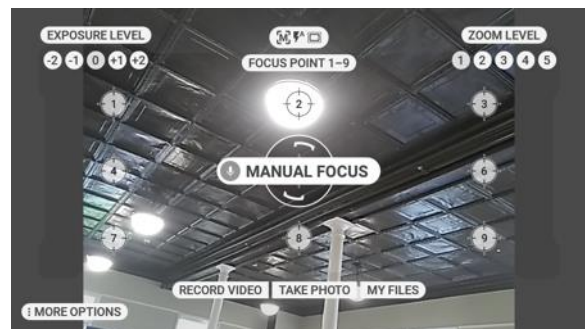 EXPOSURE LEVEL
-2 -1 0 +1 +2
M A
FOCUS POINT 1-9
ZOOM LEVEL
1 2 3 4 5
1 2 3
MANUAL FOCUS
4 6
7 8 9
RECORD VIDEO TAKE PHOTO MY FILES
MORE OPTIONS